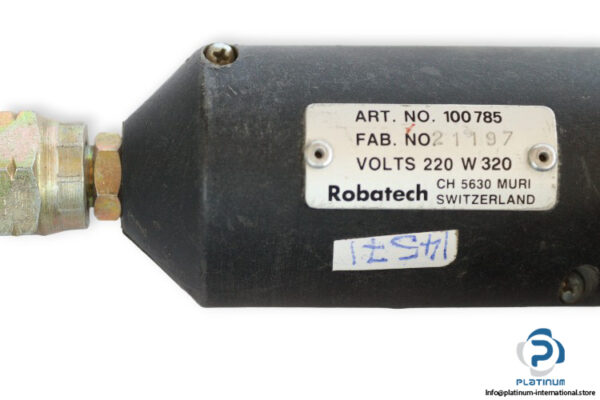 ART. NO. 100785
FAB. NO. 21197
VOLTS 220 W 320
Robatech CH 5630 MURI
SWITZERLAND
14571
PLATINUM
Info@platinum-international.store